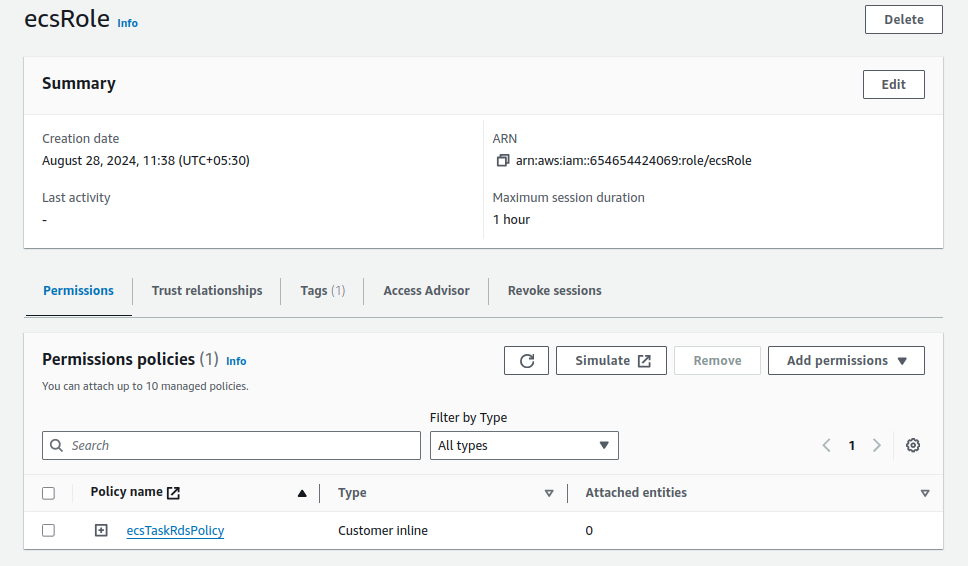 ecsRole Info
Delete
Summary
Edit
Creation date
August 28, 2024, 11:38 (UTC+05:30)
ARN
arn:aws:iam::654654424069:role/ecsRole
Last activity
-
Maximum session duration
1 hour
Permissions
Trust relationships
Tags (1)
Access Advisor
Revoke sessions
Permissions policies (1) Info
You can attach up to 10 managed policies.
Simulate
Remove
Add permissions
Filter by Type
Search
All types
1
Policy name
Type
Attached entities
ecsTaskRdsPolicy
Customer inline
0